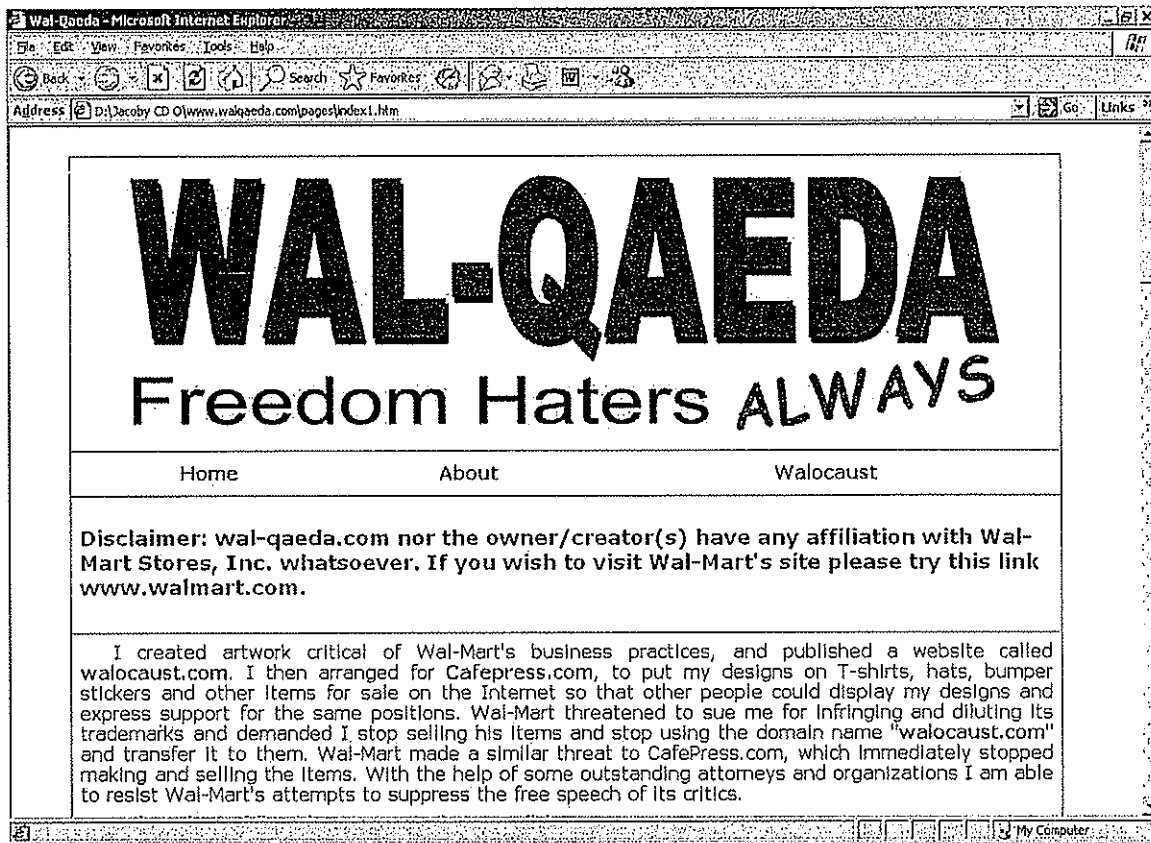 Wal-Qaeda - Microsoft Internet Explorer
File Edit View Favorites Tools Help
Back Search Favorites
Address D:\Jacoby CD O\www.walqaeda.com\pages\index1.htm Go Links
WAL-QAEDA
Freedom Haters ALWAYS
Home About Walocaust
Disclaimer: wal-qaeda.com nor the owner/creator(s) have any affiliation with Wal-
Mart Stores, Inc. whatsoever. If you wish to visit Wal-Mart's site please try this link
www.walmart.com.
I created artwork critical of Wal-Mart's business practices, and published a website called
walocaust.com. I then arranged for Cafepress.com, to put my designs on T-shirts, hats, bumper
stickers and other items for sale on the Internet so that other people could display my designs and
express support for the same positions. Wal-Mart threatened to sue me for infringing and diluting its
trademarks and demanded I stop selling his items and stop using the domain name "walocaust.com"
and transfer it to them. Wal-Mart made a similar threat to CafePress.com, which immediately stopped
making and selling the items. With the help of some outstanding attorneys and organizations I am able
to resist Wal-Mart's attempts to suppress the free speech of its critics.
My Computer